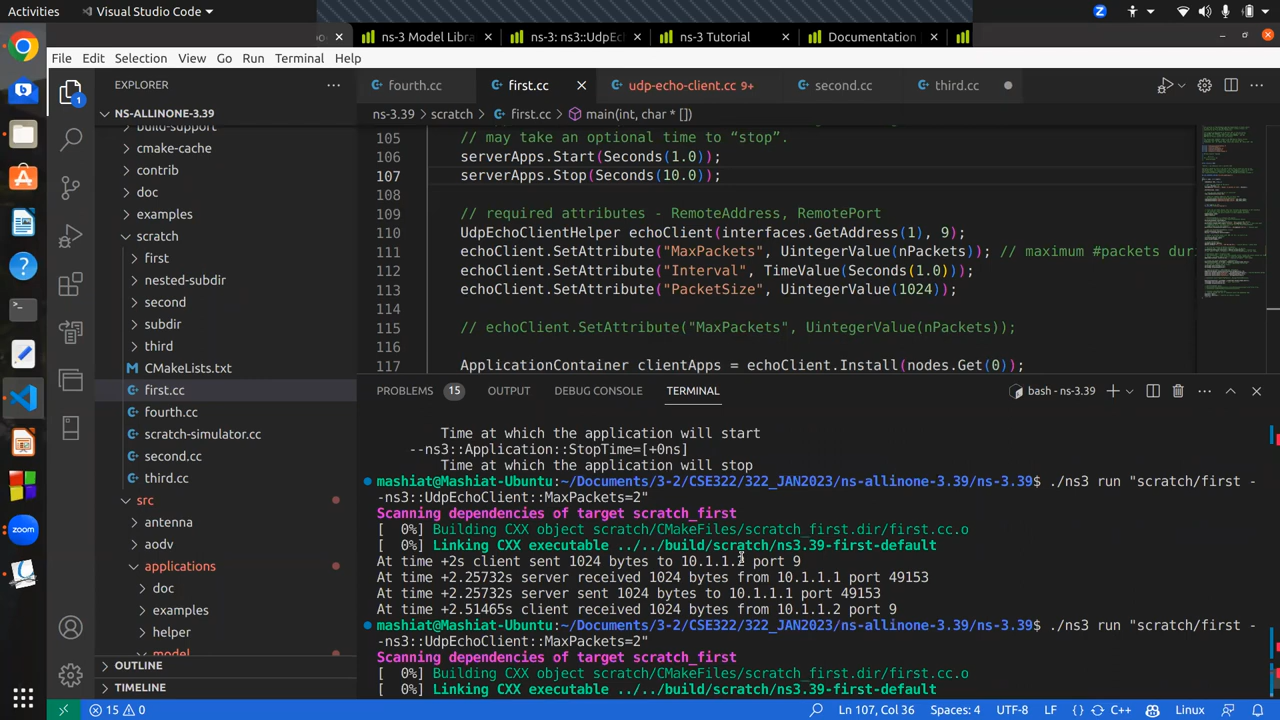 Activities
Visual Studio Code
ns-3 Model Libra
ns-3: ns3::UdpEc
ns-3 Tutorial
Documentation
File Edit Selection View Go Run Terminal Help
EXPLORER
fourth.cc
first.cc
udp-echo-client.cc 9+
second.cc
third.cc
NS-ALLINONE-3.39
ns-3.39 > scratch > first.cc > main(int, char * [])
build-support
cmake-cache
contrib
doc
examples
scratch
first
nested-subdir
second
subdir
third
CMakeLists.txt
first.cc
fourth.cc
scratch-simulator.cc
second.cc
third.cc
src
antenna
aodv
applications
doc
examples
helper
model
OUTLINE
TIMELINE
105 // may take an optional time to “stop”.
106 serverApps.Start(Seconds(1.0));
107 serverApps.Stop(Seconds(10.0));
108
109 // required attributes - RemoteAddress, RemotePort
110 UdpEchoClientHelper echoClient(interfaces.GetAddress(1), 9);
111 echoClient.SetAttribute("MaxPackets", UintegerValue(nPackets)); // maximum #packets duri
112 echoClient.SetAttribute("Interval", TimeValue(Seconds(1.0)));
113 echoClient.SetAttribute("PacketSize", UintegerValue(1024));
114
115 // echoClient.SetAttribute("MaxPackets", UintegerValue(nPackets));
116
117 ApplicationContainer clientApps = echoClient.Install(nodes.Get(0));
PROBLEMS 15 OUTPUT DEBUG CONSOLE TERMINAL
bash - ns-3.39
Time at which the application will start
--ns3::Application::StopTime=[+0ns]
Time at which the application will stop
mashiat@Mashiat-Ubuntu:~/Documents/3-2/CSE322/322_JAN2023/ns-allinone-3.39/ns-3.39$ ./ns3 run "scratch/first -
-ns3::UdpEchoClient::MaxPackets=2"
Scanning dependencies of target scratch_first
[  0%] Building CXX object scratch/CMakeFiles/scratch_first.dir/first.cc.o
[  0%] Linking CXX executable ../../build/scratch/ns3.39-first-default
At time +2s client sent 1024 bytes to 10.1.1.2 port 9
At time +2.25732s server received 1024 bytes from 10.1.1.1 port 49153
At time +2.25732s server sent 1024 bytes to 10.1.1.1 port 49153
At time +2.51465s client received 1024 bytes from 10.1.1.2 port 9
mashiat@Mashiat-Ubuntu:~/Documents/3-2/CSE322/322_JAN2023/ns-allinone-3.39/ns-3.39$ ./ns3 run "scratch/first -
-ns3::UdpEchoClient::MaxPackets=2"
Scanning dependencies of target scratch_first
[  0%] Building CXX object scratch/CMakeFiles/scratch_first.dir/first.cc.o
[  0%] Linking CXX executable ../../build/scratch/ns3.39-first-default
15 0
Ln 107, Col 36 Spaces: 4 UTF-8 LF {} C++ Linux
zoom